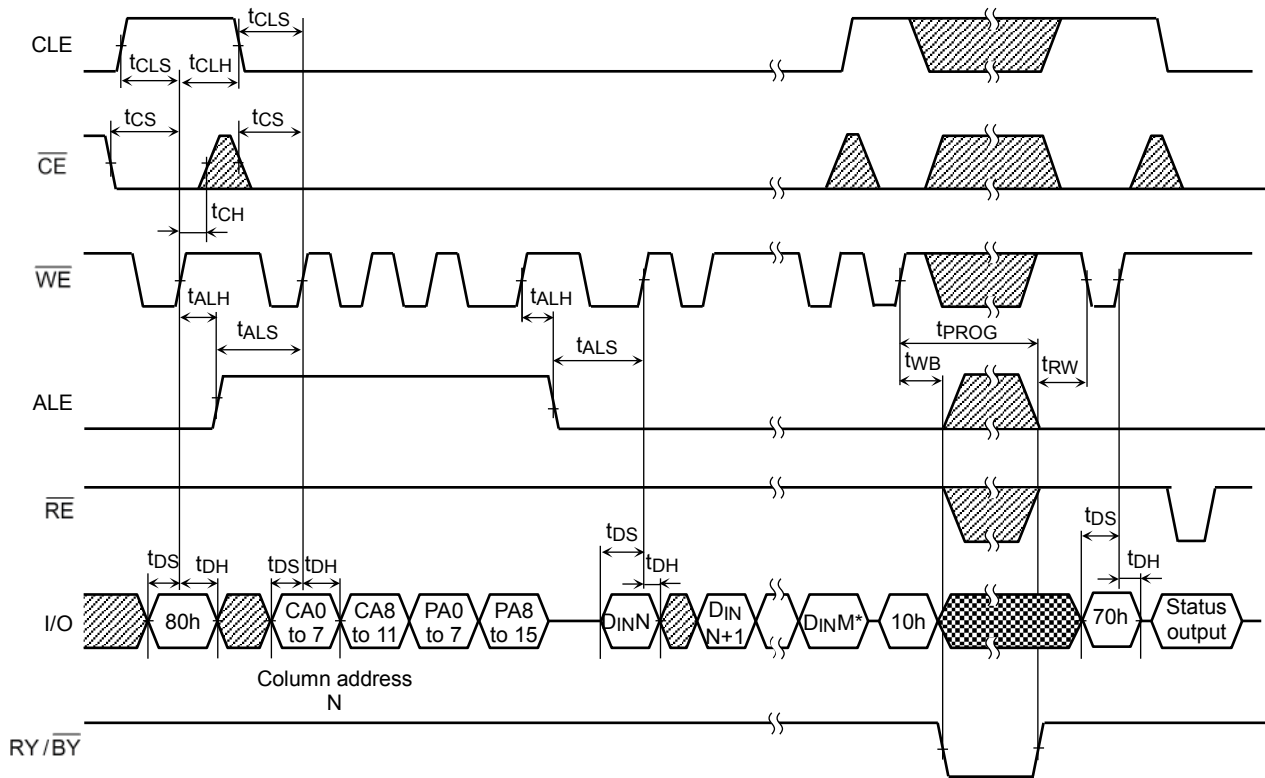 tCLS
CLE
tCLS tCLH
tCS tCS
CE
tCH
WE
tALH tALH
tALS tPROG
tALS
tWB tRW
ALE
RE
tDS tDS
tDS tDH tDS tDH tDH tDH
I/O 80h CA0 to 7 CA8 to 11 PA0 to 7 PA8 to 15 DINN DIN N+1 DINM* 10h 70h Status output
Column address
N
RY/BY